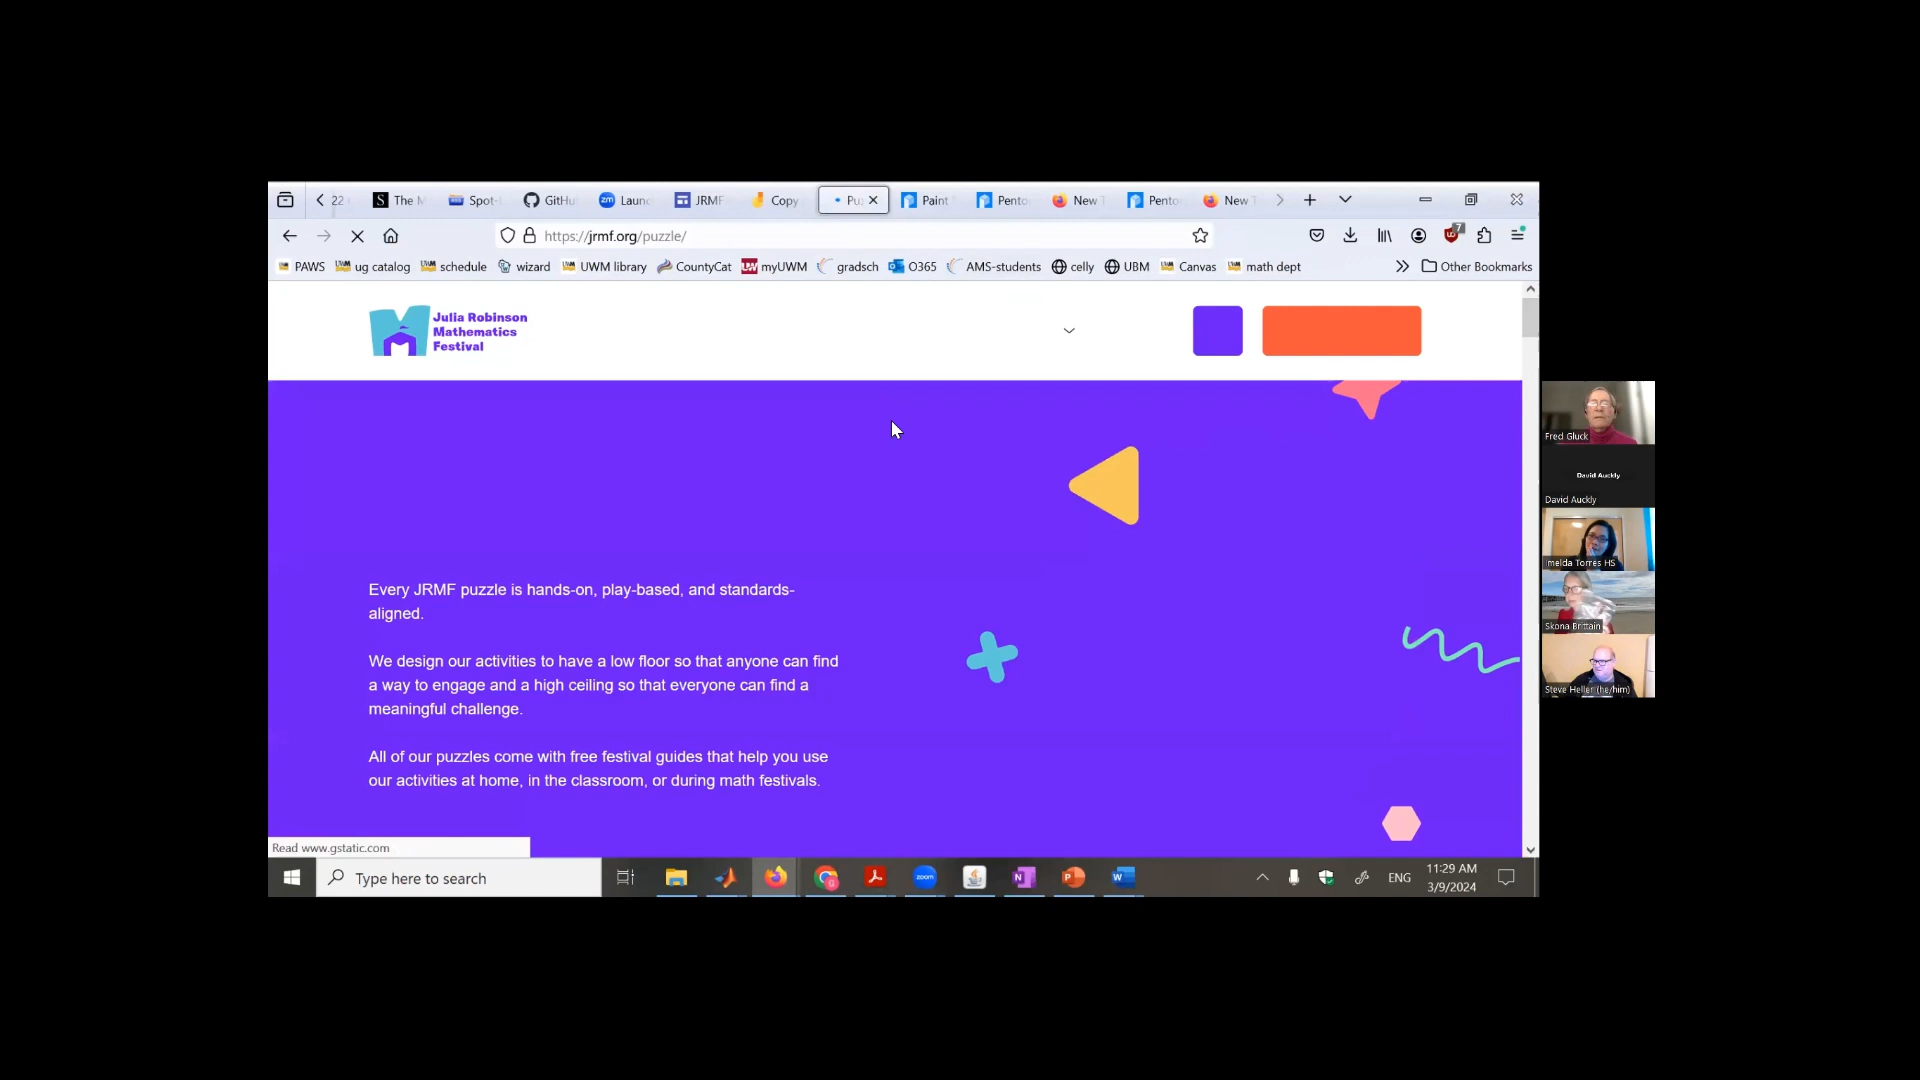 22
The M
Spot-
GitHu
Launc
JRMF
Copy
Pu
Paint
Pento
New T
Pento
New T
https://jrmf.org/puzzle/
7
PAWS
ug catalog
schedule
wizard
UWM library
CountyCat
myUWM
gradsch
O365
AMS-students
celly
UBM
Canvas
math dept
Other Bookmarks
Julia Robinson
Mathematics
Festival
Every JRMF puzzle is hands-on, play-based, and standards-
aligned.
We design our activities to have a low floor so that anyone can find
a way to engage and a high ceiling so that everyone can find a
meaningful challenge.
All of our puzzles come with free festival guides that help you use
our activities at home, in the classroom, or during math festivals.
Read www.gstatic.com
Type here to search
zoom
ENG
11:29 AM
3/9/2024
Fred Gluck
David Auckly
David Auckly
Imelda Torres HS
Skona Brittain
Steve Heller (he/him)